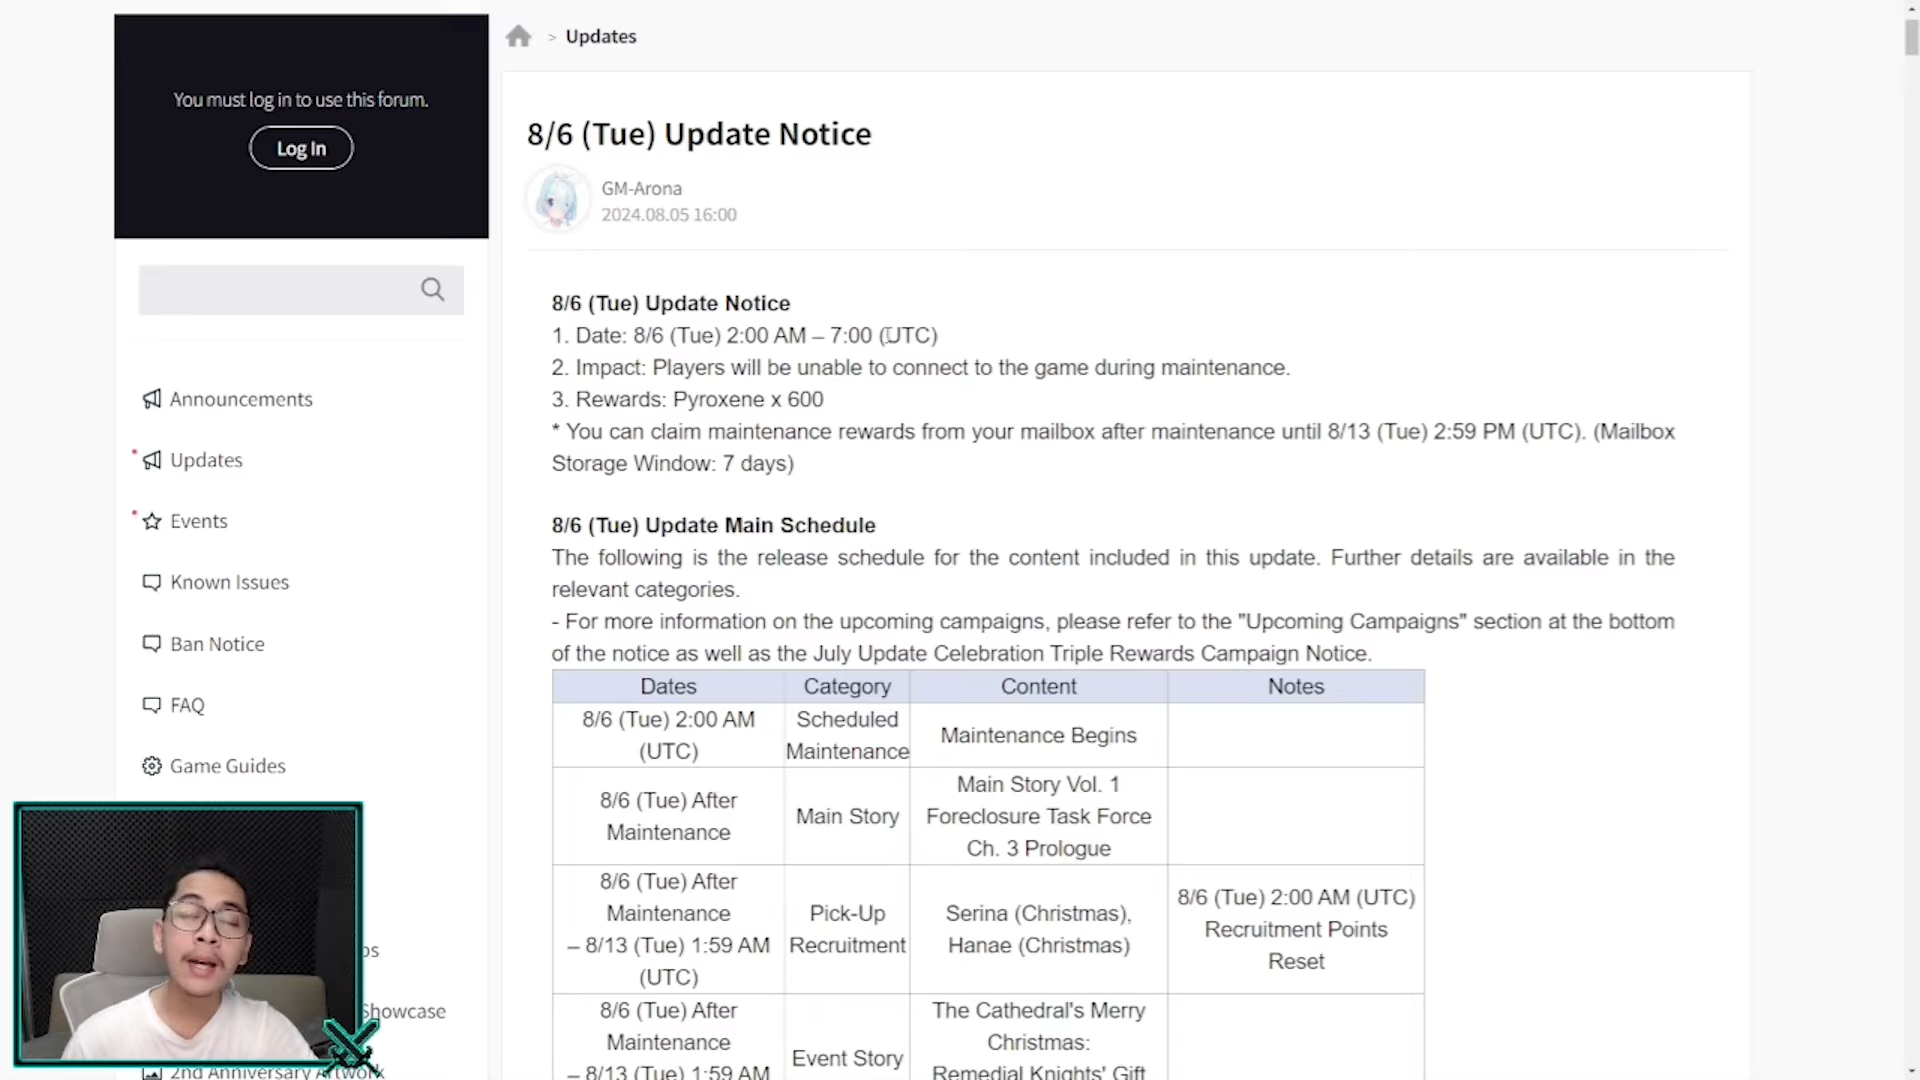 You must log in to use this forum.
Log In
Announcements
Updates
Events
Known Issues
Ban Notice
FAQ
Game Guides
Showcase
2nd Anniversary Artwork
> Updates
8/6 (Tue) Update Notice
GM-Arona
2024.08.05 16:00
8/6 (Tue) Update Notice
1. Date: 8/6 (Tue) 2:00 AM – 7:00 (UTC)
2. Impact: Players will be unable to connect to the game during maintenance.
3. Rewards: Pyroxene x 600
* You can claim maintenance rewards from your mailbox after maintenance until 8/13 (Tue) 2:59 PM (UTC). (Mailbox
Storage Window: 7 days)
8/6 (Tue) Update Main Schedule
The following is the release schedule for the content included in this update. Further details are available in the
relevant categories.
- For more information on the upcoming campaigns, please refer to the "Upcoming Campaigns" section at the bottom
of the notice as well as the July Update Celebration Triple Rewards Campaign Notice.
Dates Category Content Notes
8/6 (Tue) 2:00 AM
(UTC)
Scheduled
Maintenance
Maintenance Begins
8/6 (Tue) After
Maintenance
Main Story
Main Story Vol. 1
Foreclosure Task Force
Ch. 3 Prologue
8/6 (Tue) After
Maintenance
– 8/13 (Tue) 1:59 AM
(UTC)
Pick-Up
Recruitment
Serina (Christmas),
Hanae (Christmas)
8/6 (Tue) 2:00 AM (UTC)
Recruitment Points
Reset
8/6 (Tue) After
Maintenance
– 8/13 (Tue) 1:59 AM
Event Story
The Cathedral's Merry
Christmas:
Remedial Knights' Gift